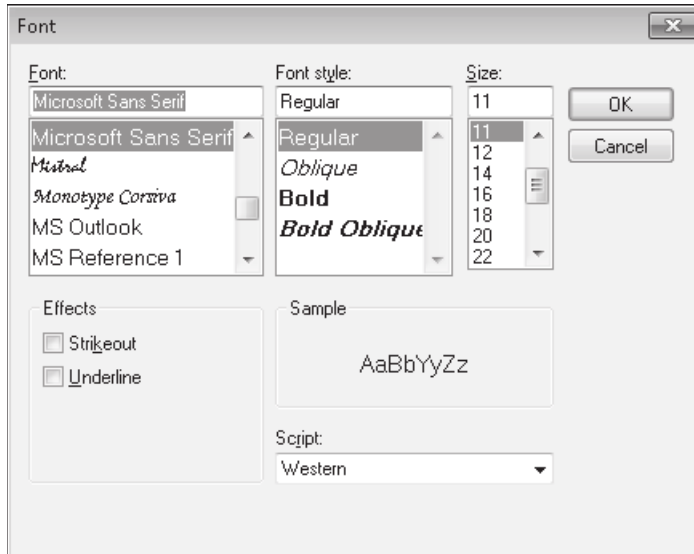 Font
Font:
Microsoft Sans Serif
Microsoft Sans Serif
Mistral
Monotype Corsiva
MS Outlook
MS Reference 1
Font style:
Regular
Regular
Oblique
Bold
Bold Oblique
Size:
11
11
12
14
16
18
20
22
OK
Cancel
Effects
Strikeout
Underline
Sample
AaBbYyZz
Script:
Western